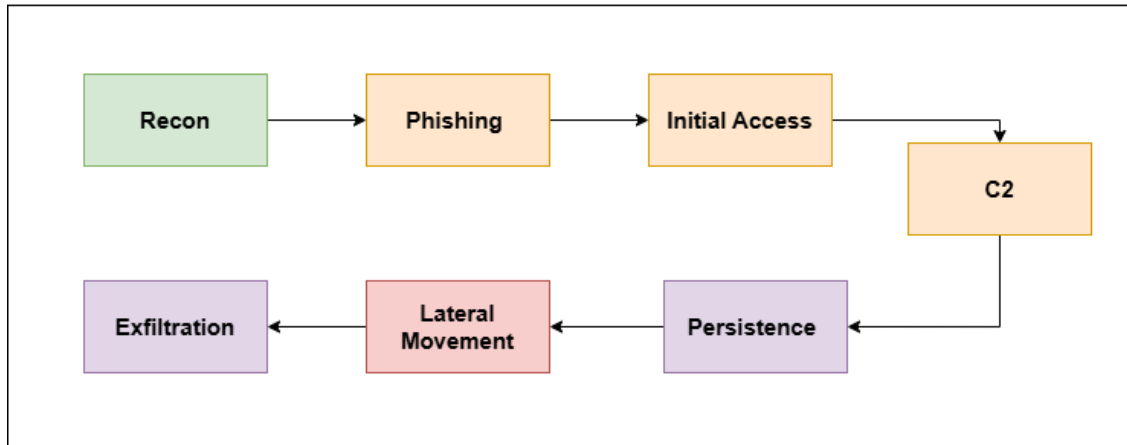 Recon
Phishing
Initial Access
C2
Persistence
Lateral
Movement
Exfiltration